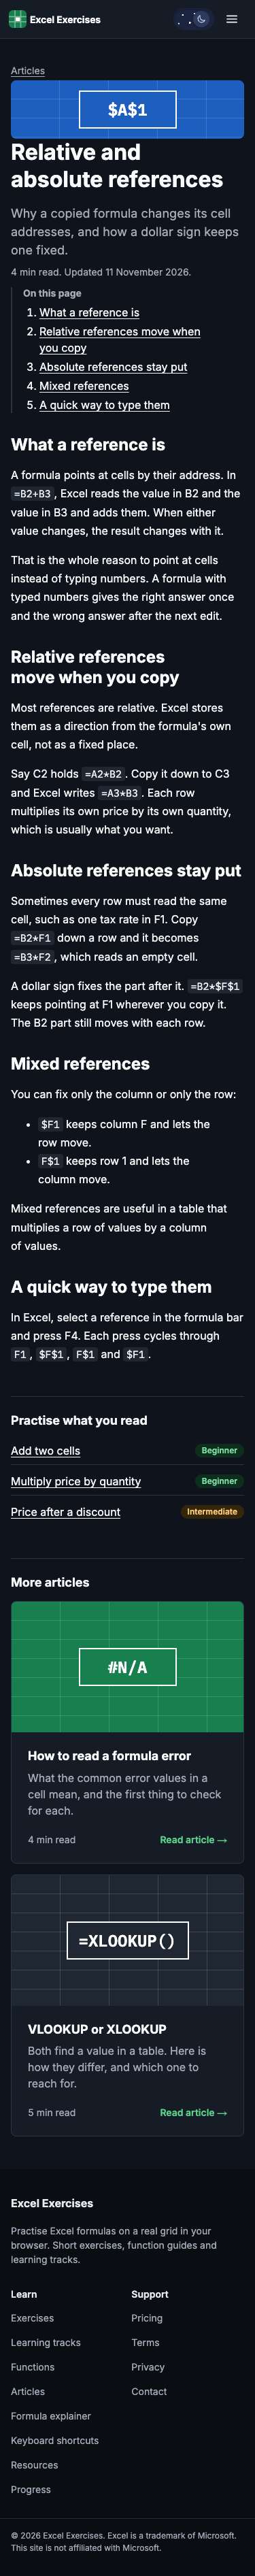 Excel Exercises
Articles
$A$1
Relative and
absolute references
Why a copied formula changes its cell
addresses, and how a dollar sign keeps
one fixed.
4 min read. Updated 11 November 2026.
On this page
1. What a reference is
2. Relative references move when
you copy
3. Absolute references stay put
4. Mixed references
5. A quick way to type them
What a reference is
A formula points at cells by their address. In
=B2+B3, Excel reads the value in B2 and the
value in B3 and adds them. When either
value changes, the result changes with it.
That is the whole reason to point at cells
instead of typing numbers. A formula with
typed numbers gives the right answer once
and the wrong answer after the next edit.
Relative references
move when you copy
Most references are relative. Excel stores
them as a direction from the formula's own
cell, not as a fixed place.
Say C2 holds =A2*B2. Copy it down to C3
and Excel writes =A3*B3. Each row
multiplies its own price by its own quantity,
which is usually what you want.
Absolute references stay put
Sometimes every row must read the same
cell, such as one tax rate in F1. Copy
=B2*F1 down a row and it becomes
=B3*F2, which reads an empty cell.
A dollar sign fixes the part after it. =B2*$F$1
keeps pointing at F1 wherever you copy it.
The B2 part still moves with each row.
Mixed references
You can fix only the column or only the row:
• $F1 keeps column F and lets the
row move.
• F$1 keeps row 1 and lets the
column move.
Mixed references are useful in a table that
multiplies a row of values by a column
of values.
A quick way to type them
In Excel, select a reference in the formula bar
and press F4. Each press cycles through
F1, $F$1, F$1 and $F1.
Practise what you read
Add two cells Beginner
Multiply price by quantity Beginner
Price after a discount Intermediate
More articles
#N/A
How to read a formula error
What the common error values in a
cell mean, and the first thing to check
for each.
4 min read Read article →
=XLOOKUP()
VLOOKUP or XLOOKUP
Both find a value in a table. Here is
how they differ, and which one to
reach for.
5 min read Read article →
Excel Exercises
Practise Excel formulas on a real grid in your
browser. Short exercises, function guides and
learning tracks.
Learn Support
Exercises Pricing
Learning tracks Terms
Functions Privacy
Articles Contact
Formula explainer
Keyboard shortcuts
Resources
Progress
© 2026 Excel Exercises. Excel is a trademark of Microsoft.
This site is not affiliated with Microsoft.